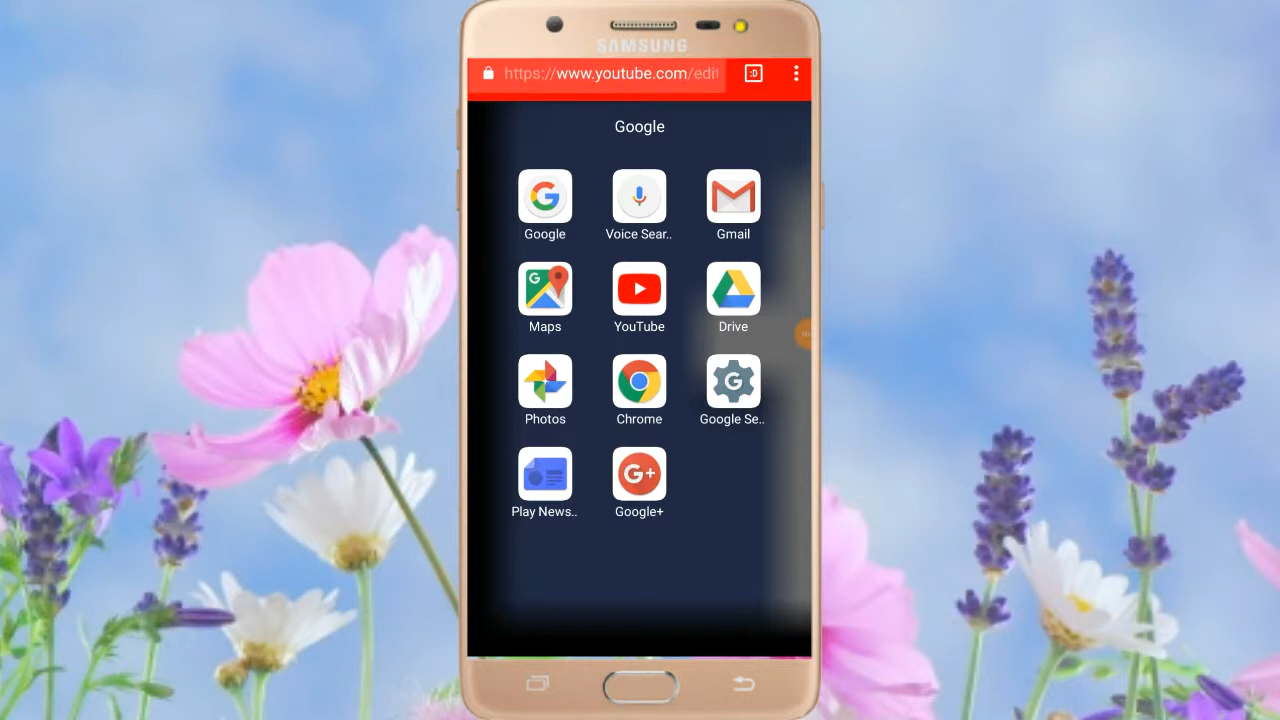 SAMSUNG
https://www.youtube.com/edit
:D
Google
Google
Voice Sear..
Gmail
Maps
YouTube
Drive
Photos
Chrome
Google Se..
Play News..
Google+